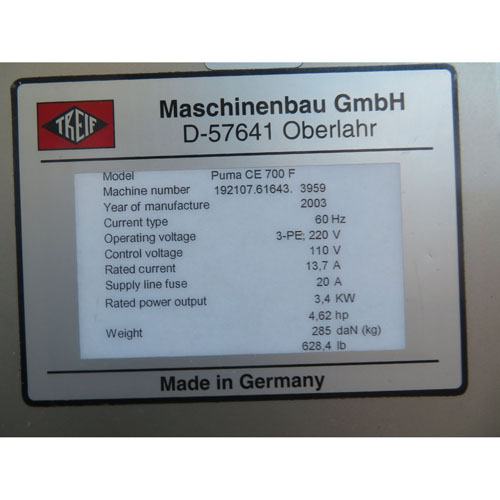 TREIF
Maschinenbau GmbH
D-57641 Oberlahr
Model Puma CE 700 F
Machine number 192107.61643. 3959
Year of manufacture 2003
Current type 60 Hz
Operating voltage 3-PE; 220 V
Control voltage 110 V
Rated current 13,7 A
Supply line fuse 20 A
Rated power output 3,4 KW
4,62 hp
Weight 285 daN (kg)
628,4 lb
Made in Germany